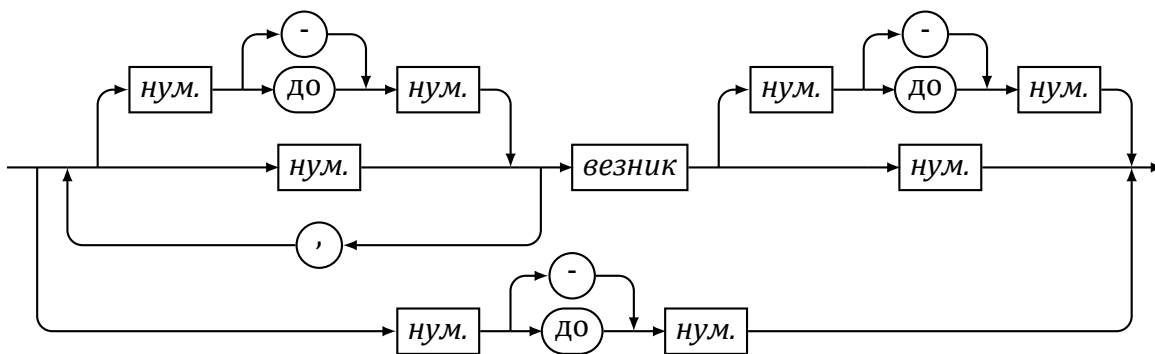 - -
нум. до нум. нум. до нум.
нум. везник нум.
,
-
нум. до нум.